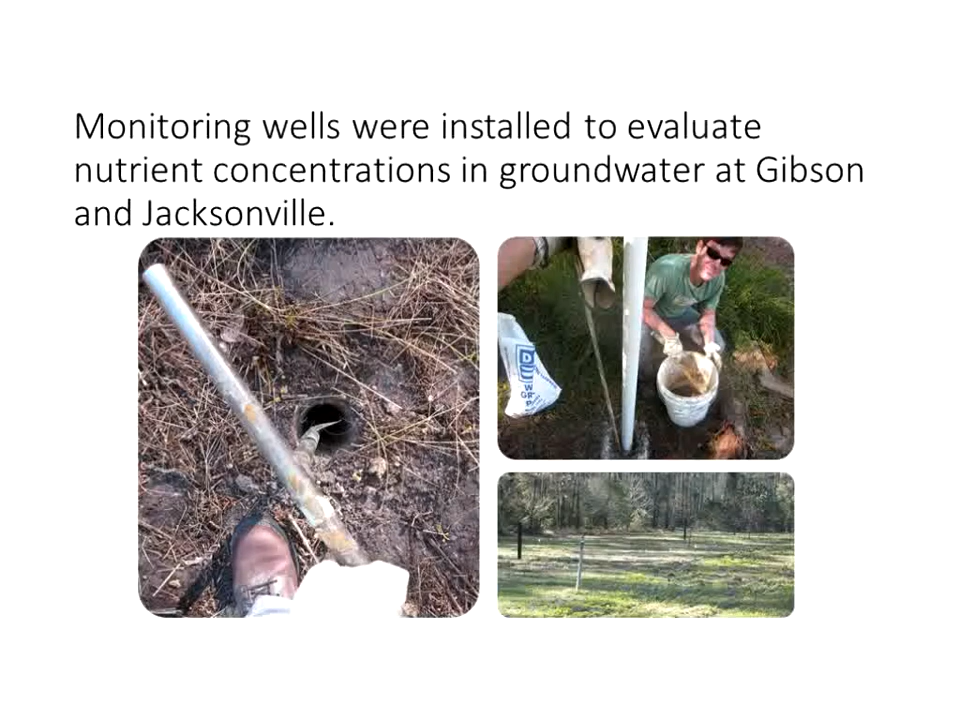 Monitoring wells were installed to evaluate
nutrient concentrations in groundwater at Gibson
and Jacksonville.